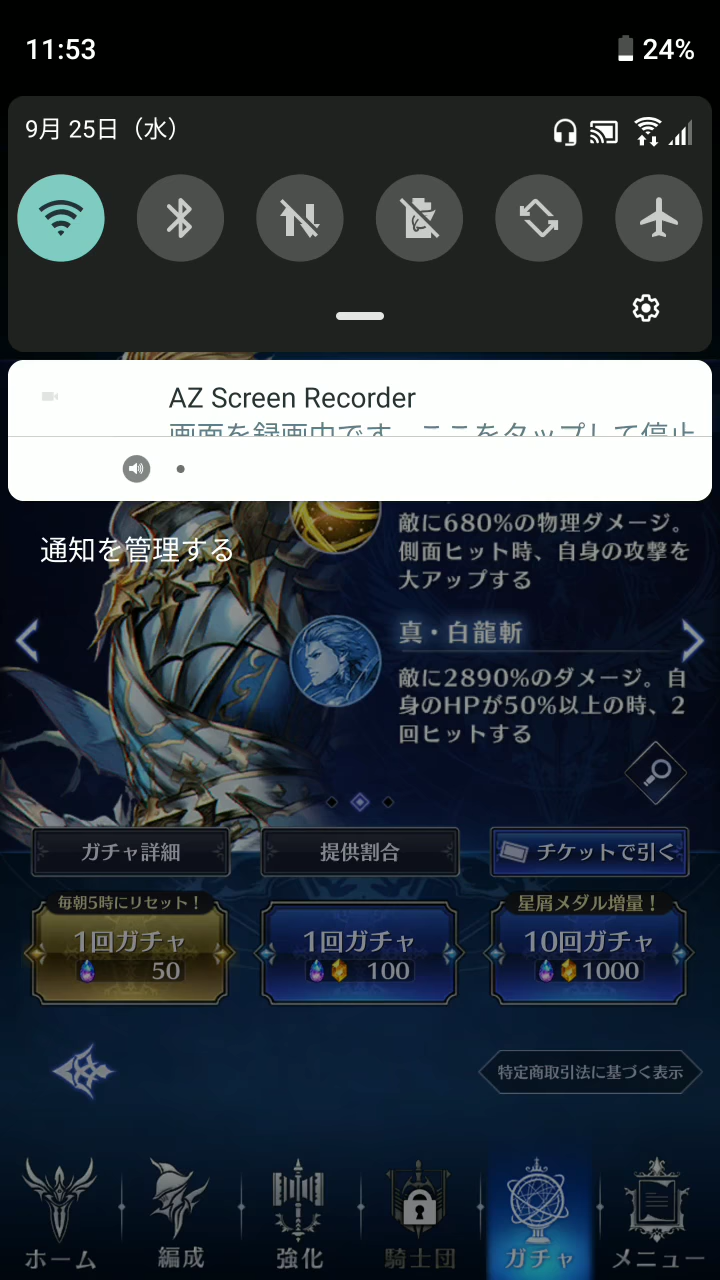 11:53
24%
9月 25日（水）
AZ Screen Recorder
画面を録画中です。ここをタップして停止
通知を管理する
敵に680%の物理ダメージ。
側面ヒット時、自身の攻撃を
大アップする
真・白龍斬
敵に2890%のダメージ。自
身のHPが50%以上の時、2
回ヒットする
ガチャ詳細
提供割合
チケットで引く
毎朝5時にリセット！
1回ガチャ
50
1回ガチャ
100
星屑メダル増量！
10回ガチャ
1000
特定商取引法に基づく表示
ホーム
編成
強化
騎士団
ガチャ
メニュー